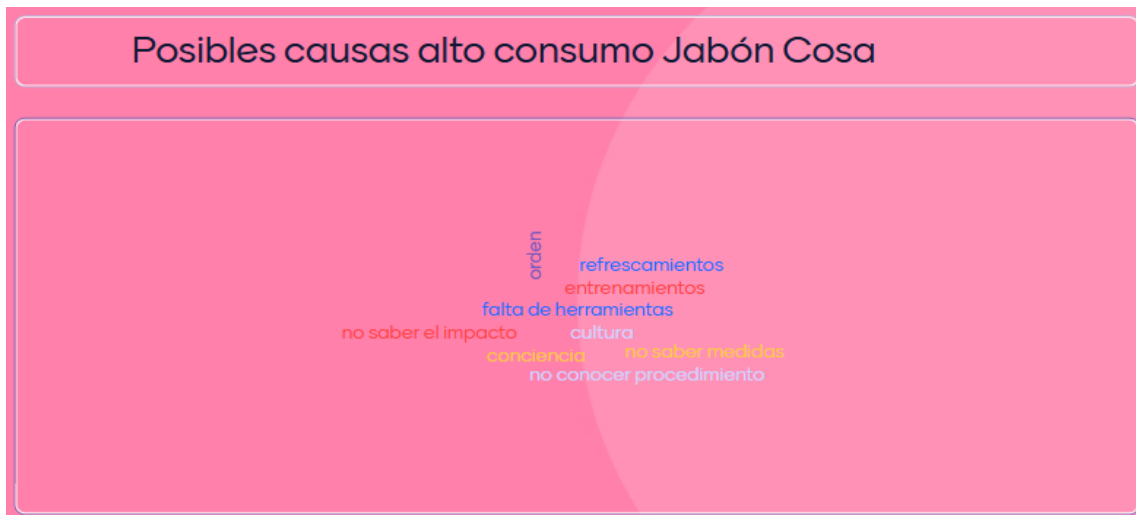 Posibles causas alto consumo Jabón Cosa
orden
refrescamientos
entrenamientos
falta de herramientas
no saber el impacto
cultura
conciencia
no saber medidas
no conocer procedimiento